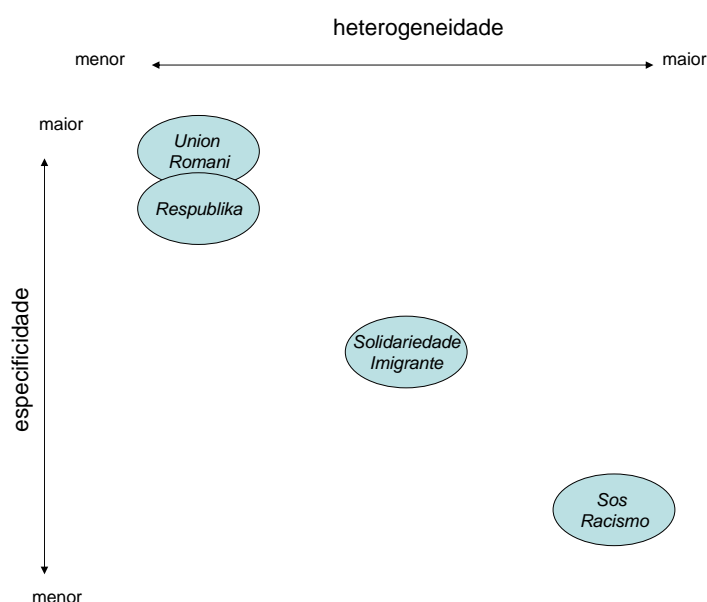 heterogeneidade
menor
maior
maior
Union
Romani
Respublika
especificidade
Solidariedade
Imigrante
Sos
Racismo
menor